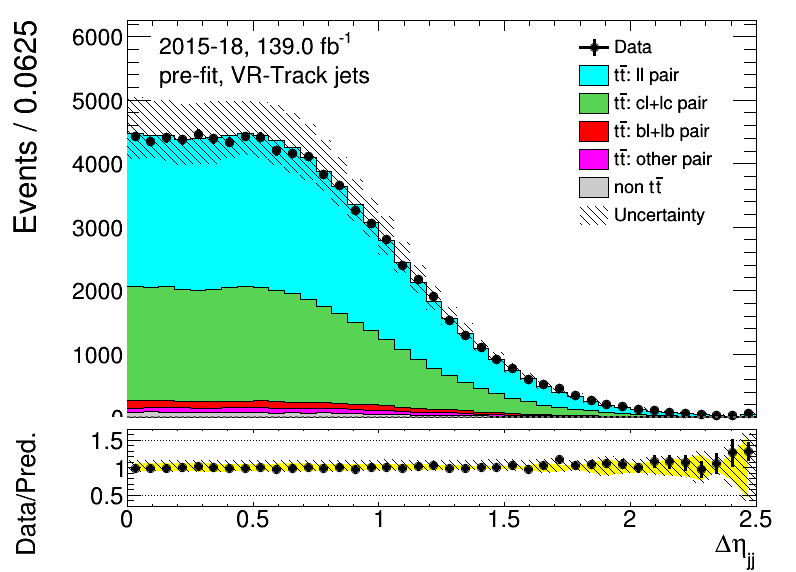 Events / 0.0625
6000
5000
4000
3000
2000
1000
0
2015-18, 139.0 fb⁻¹
pre-fit, VR-Track jets
Data
tt̄: ll pair
tt̄: cl+lc pair
tt̄: bl+lb pair
tt̄: other pair
non tt̄
Uncertainty
Data/Pred.
1.5
1
0.5
0
0.5
1
1.5
2
2.5
Δη_jj